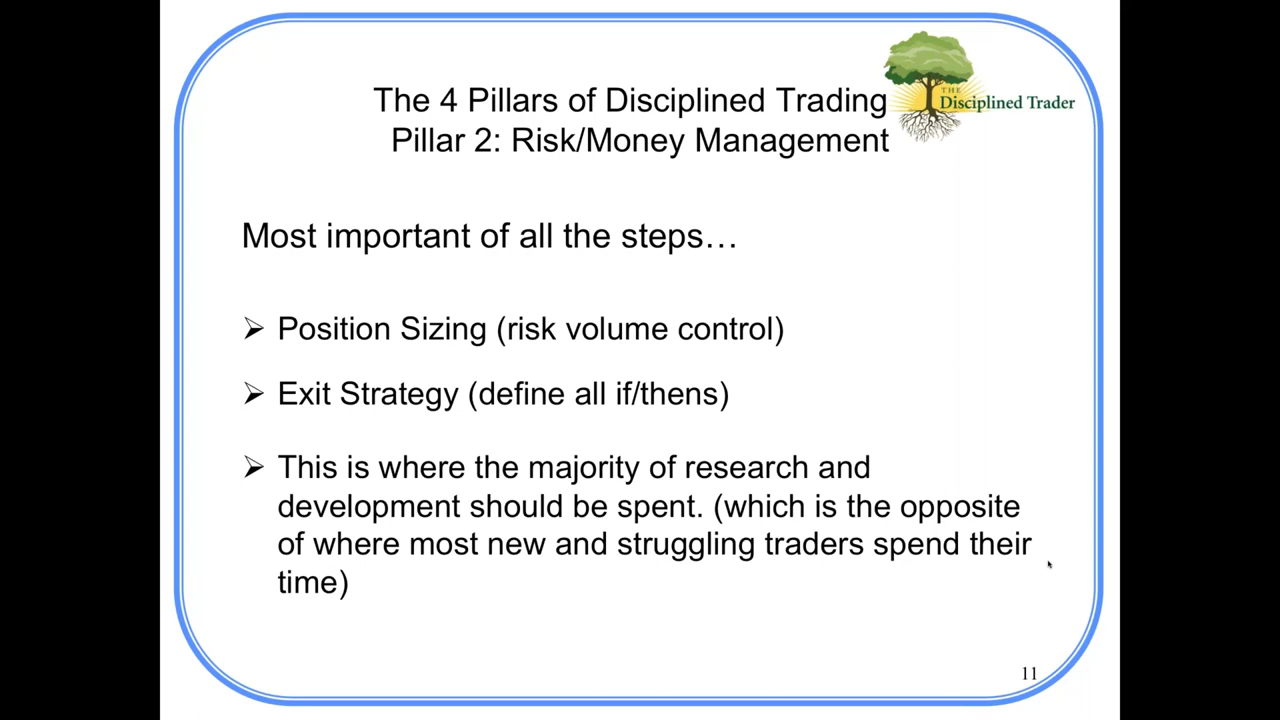 The 4 Pillars of Disciplined Trading
Pillar 2: Risk/Money Management
THE
Disciplined Trader
Most important of all the steps…
➢ Position Sizing (risk volume control)
➢ Exit Strategy (define all if/thens)
➢ This is where the majority of research and
development should be spent. (which is the opposite
of where most new and struggling traders spend their
time)
11